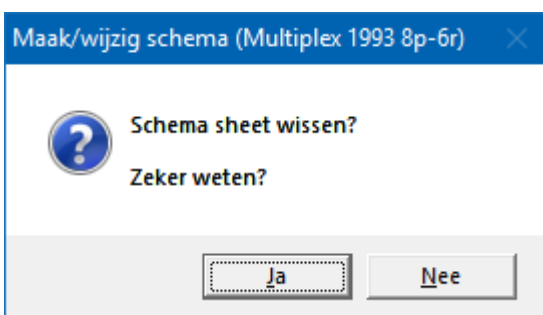 Maak/wijzig schema (Multiplex 1993 8p-6r)
Schema sheet wissen?
Zeker weten?
Ja
Nee